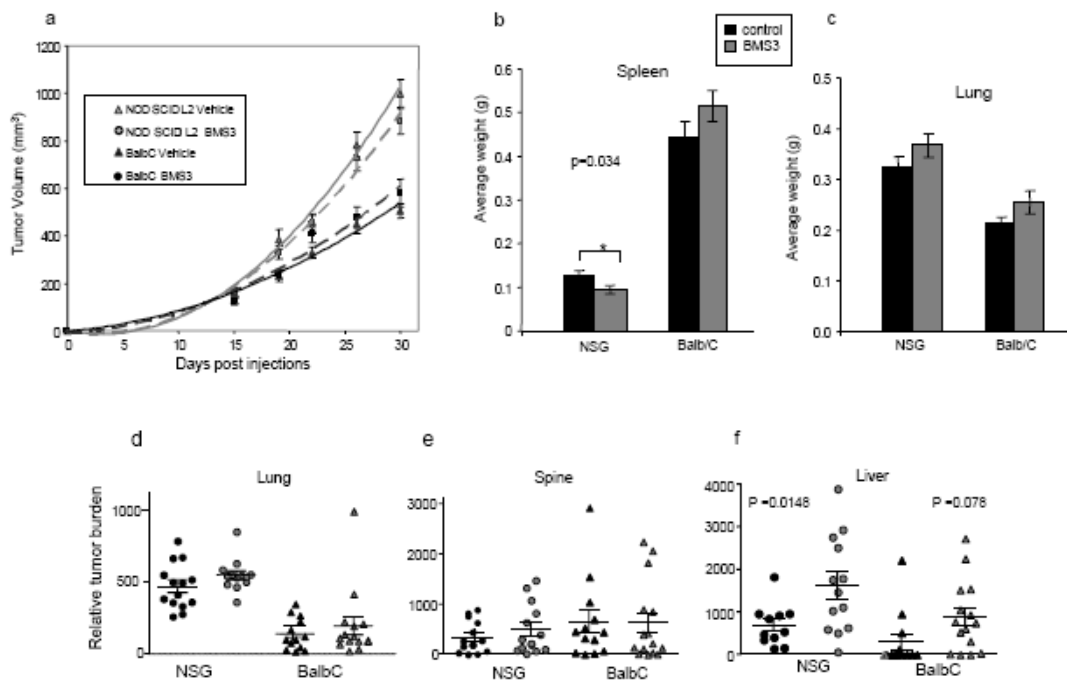 a
Tumor Volume (mm³)
1200
1000
800
600
400
200
0
NOD SCID L2 Vehicle
NOD SCID L2 BMS3
BalbC Vehicle
BalbC BMS3
0 5 10 15 20 25 30
Days post injections
b
control
BMS3
Spleen
Average weight (g)
0.6
0.5
0.4
0.3
0.2
0.1
0
p=0.034
*
NSG Balb/C
c
Lung
Average weight (g)
0.5
0.4
0.3
0.2
0.1
0.0
NSG Balb/C
d
Lung
Relative tumor burden
1000
500
0
NSG BalbC
e
Spine
3000
2000
1000
0
NSG BalbC
f
Liver
4000
3000
2000
1000
0
P =0.0148
P =0.078
NSG BalbC